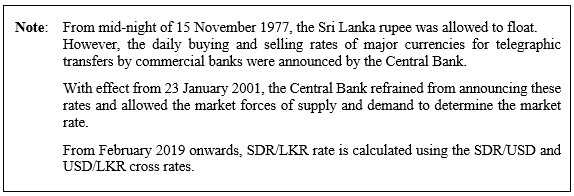 Note: From mid-night of 15 November 1977, the Sri Lanka rupee was allowed to float.
However, the daily buying and selling rates of major currencies for telegraphic
transfers by commercial banks were announced by the Central Bank.
With effect from 23 January 2001, the Central Bank refrained from announcing these
rates and allowed the market forces of supply and demand to determine the market
rate.
From February 2019 onwards, SDR/LKR rate is calculated using the SDR/USD and
USD/LKR cross rates.